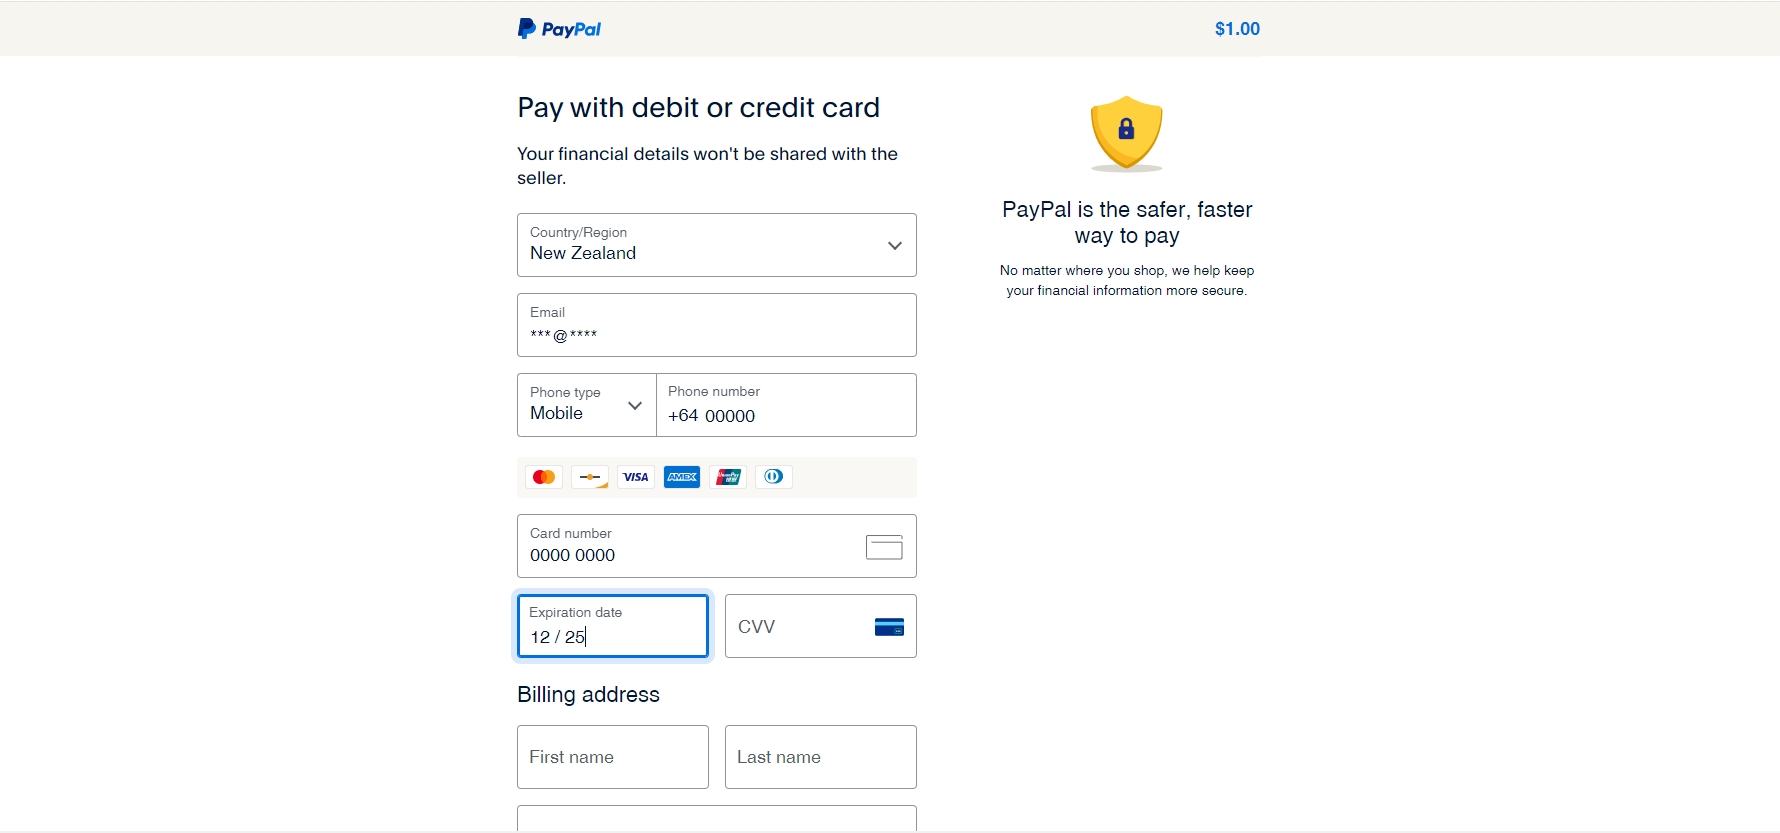 PayPal
$1.00
Pay with debit or credit card
Your financial details won't be shared with the
seller.
Country/Region
New Zealand
Email
***@****
Phone type
Mobile
Phone number
+64 00000
VISA
AMEX
UnionPay
Card number
0000 0000
Expiration date
12 / 25
CVV
Billing address
First name
Last name
PayPal is the safer, faster
way to pay
No matter where you shop, we help keep
your financial information more secure.